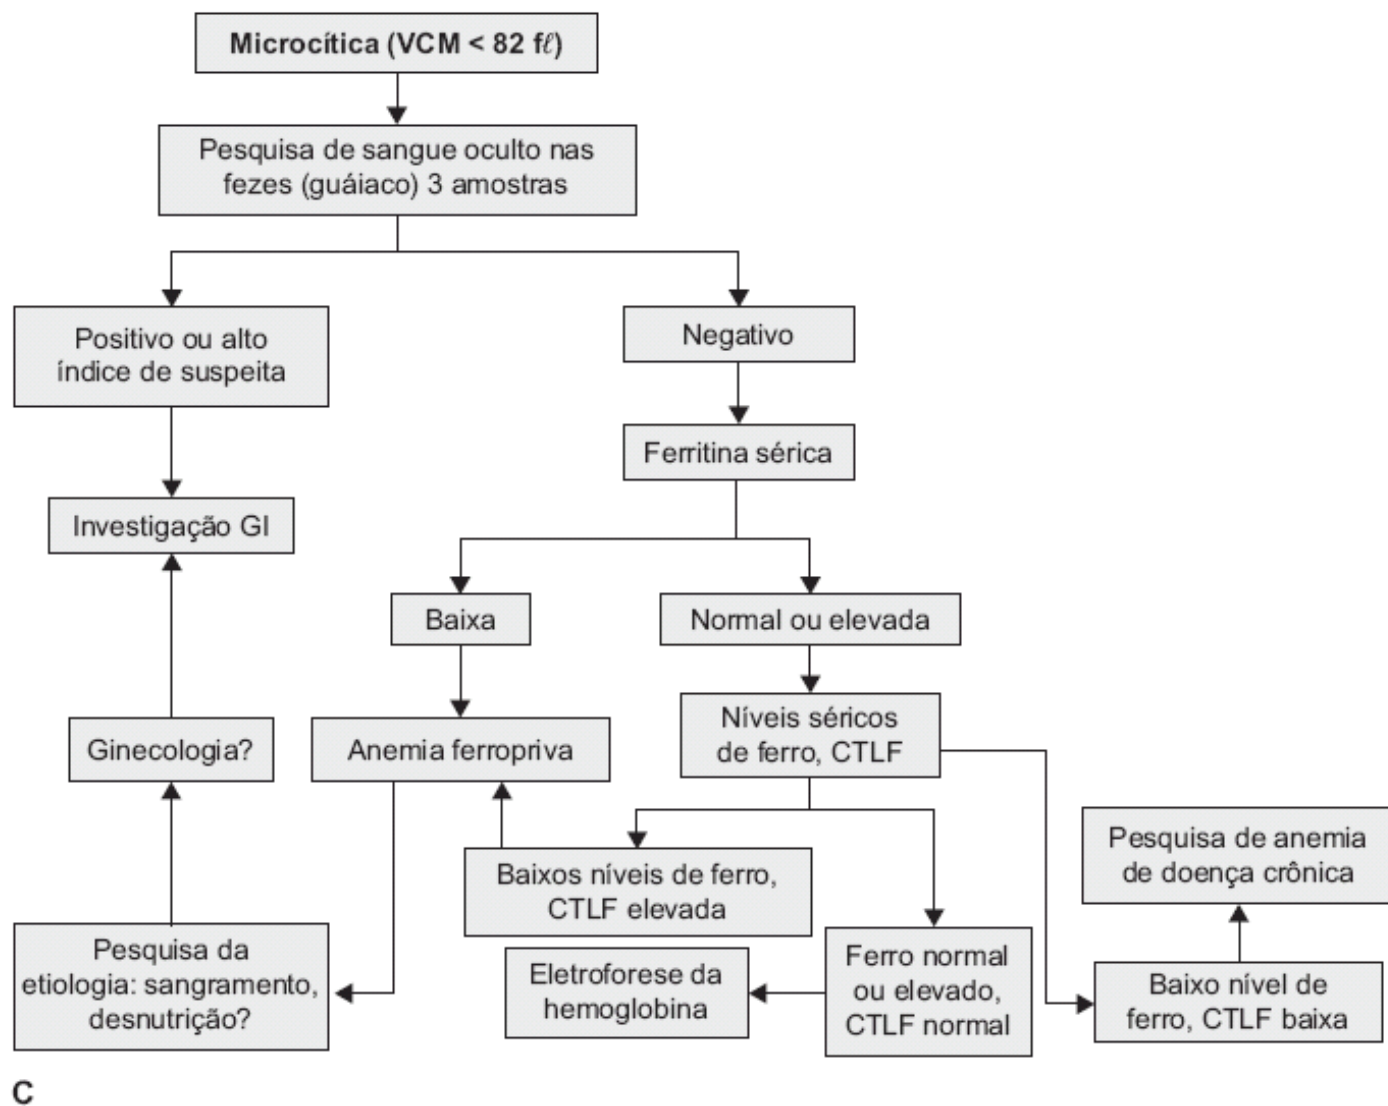 Microcítica (VCM < 82 fℓ)
Pesquisa de sangue oculto nas
fezes (guáiaco) 3 amostras
Positivo ou alto
índice de suspeita
Negativo
Ferritina sérica
Investigação GI
Baixa
Normal ou elevada
Ginecologia?
Anemia ferropriva
Níveis séricos
de ferro, CTLF
Baixos níveis de ferro,
CTLF elevada
Pesquisa de anemia
de doença crônica
Pesquisa da
etiologia: sangramento,
desnutrição?
Eletroforese da
hemoglobina
Ferro normal
ou elevado,
CTLF normal
Baixo nível de
ferro, CTLF baixa
C